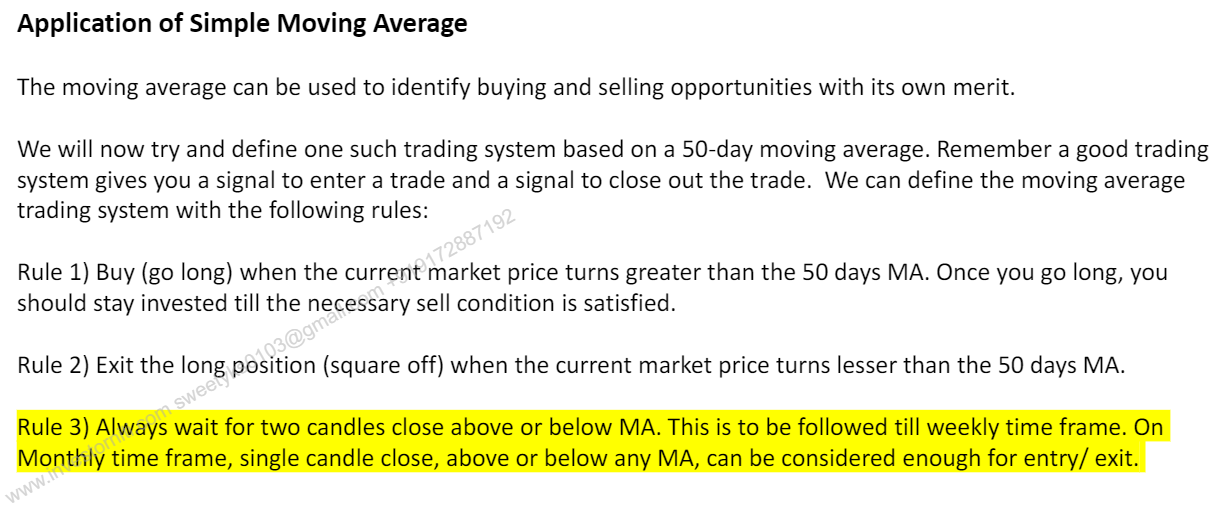 Application of Simple Moving Average
The moving average can be used to identify buying and selling opportunities with its own merit.
We will now try and define one such trading system based on a 50-day moving average. Remember a good trading
system gives you a signal to enter a trade and a signal to close out the trade.  We can define the moving average
trading system with the following rules:
Rule 1) Buy (go long) when the current market price turns greater than the 50 days MA. Once you go long, you
should stay invested till the necessary sell condition is satisfied.
Rule 2) Exit the long position (square off) when the current market price turns lesser than the 50 days MA.
Rule 3) Always wait for two candles close above or below MA. This is to be followed till weekly time frame. On
Monthly time frame, single candle close, above or below any MA, can be considered enough for entry/ exit.